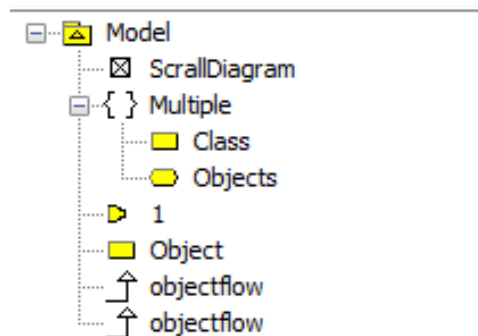 Model
ScrallDiagram
Multiple
Class
Objects
1
Object
objectflow
objectflow